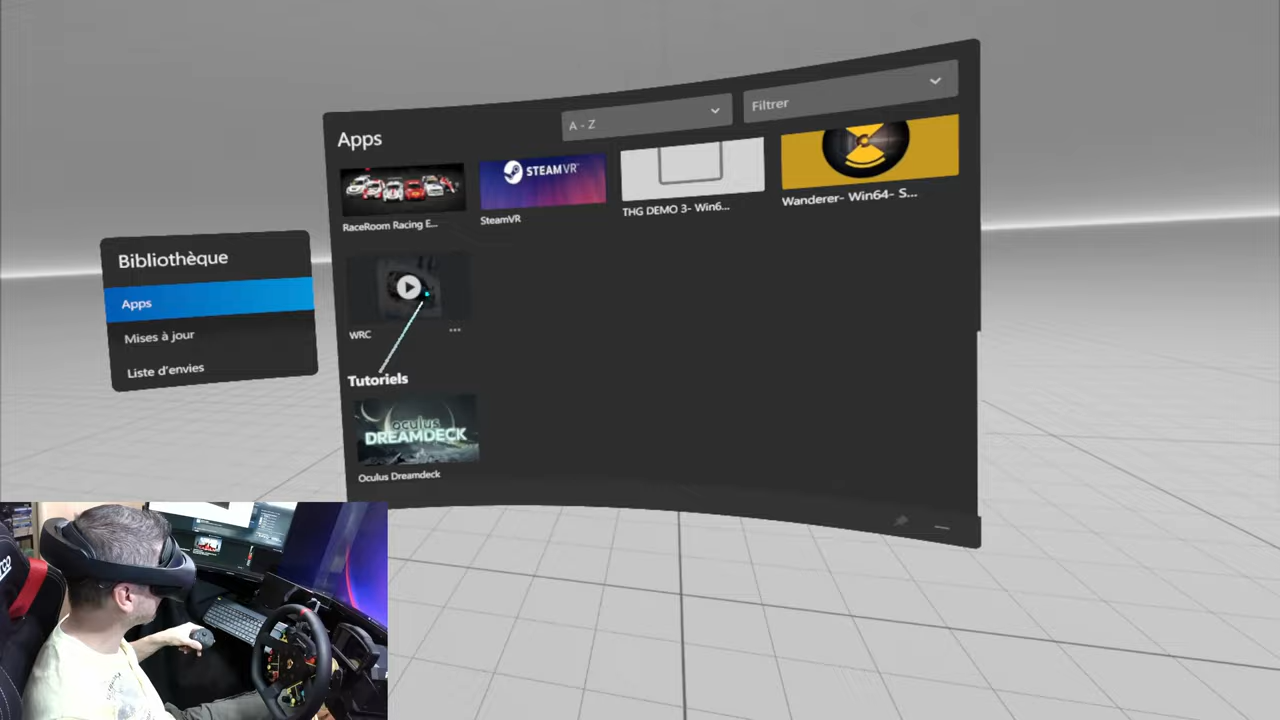 Apps
A - Z
Filtrer
STEAMVR
RaceRoom Racing E...
SteamVR
THG DEMO 3- Win6...
Wanderer- Win64- S...
Bibliothèque
Apps
Mises à jour
Liste d'envies
WRC
Tutoriels
oculus
DREAMDECK
Oculus Dreamdeck